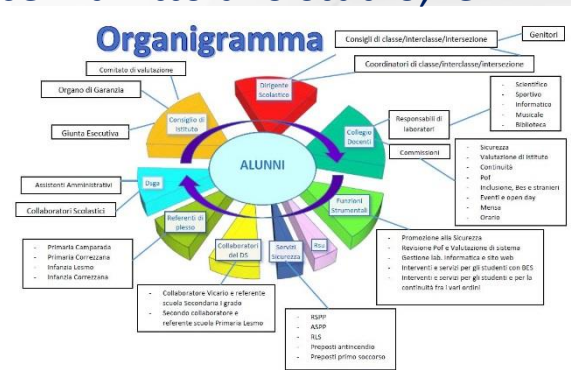 Organigramma
Consigli di classe/Interclasse/Intersezione
Genitori
Coordinatori di classe/interclasse/intersezione
Comitato di valutazione
Organo di Garanzia
Giunta Esecutiva
Dirigente
Scolastico
Consiglio di
Istituto
Collegio
Docenti
Responsabili di
laboratori
- Scientifico
- Sportivo
- Informatico
- Musicale
- Biblioteca
Commissioni
- Sicurezza
- Valutazione di Istituto
- Continuità
- Pof
- Inclusione, Bes e stranieri
- Eventi e open day
- Mensa
- Orario
ALUNNI
Assistenti Amministrativi
Collaboratori Scolastici
Dsga
Funzioni
Strumentali
Referenti di
plesso
Collaboratori
del DS
Servizi
Sicurezza
Rsu
- Primaria Camparada
- Primaria Correzzana
- Infanzia Lesmo
- Infanzia Correzzana
- Promozione alla Sicurezza
- Revisione Pof e Valutazione di sistema
- Gestione lab. Informatica e sito web
- Interventi e servizi per gli studenti con BES
- Interventi e servizi per gli studenti e per la
continuità fra i vari ordini
- Collaboratore Vicario e referente
scuola Secondaria I grado
- Secondo collaboratore e
referente scuola Primaria Lesmo
- RSPP
- ASPP
- RLS
- Preposti antincendio
- Preposti primo soccorso